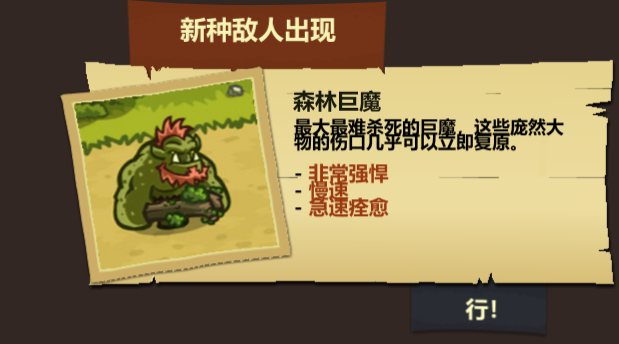 新种敌人出现
森林巨魔
最大最难杀死的巨魔，这些庞然大
物的伤口几乎可以立即复原。
- 非常强悍
- 慢速
- 急速痊愈
行!